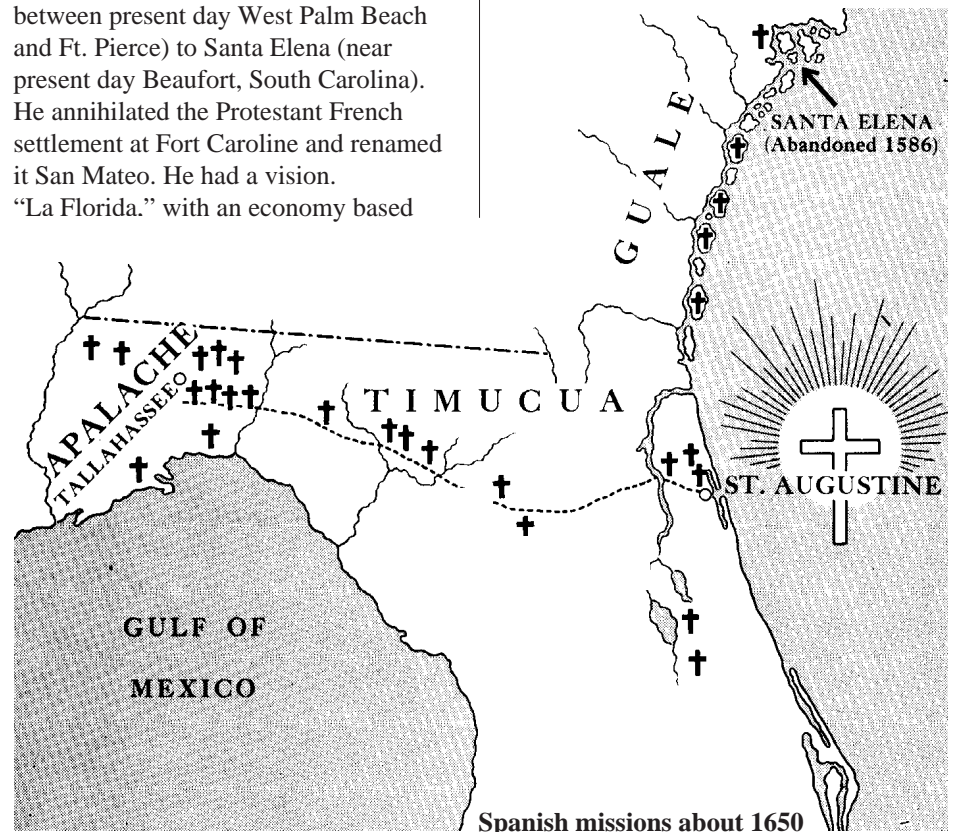 between present day West Palm Beach
and Ft. Pierce) to Santa Elena (near
present day Beaufort, South Carolina).
He annihilated the Protestant French
settlement at Fort Caroline and renamed
it San Mateo. He had a vision.
“La Florida,” with an economy based
SANTA ELENA
(Abandoned 1586)
GUALE
APALACHE
TALLAHASSEE
TIMUCUA
ST. AUGUSTINE
GULF OF
MEXICO
Spanish missions about 1650